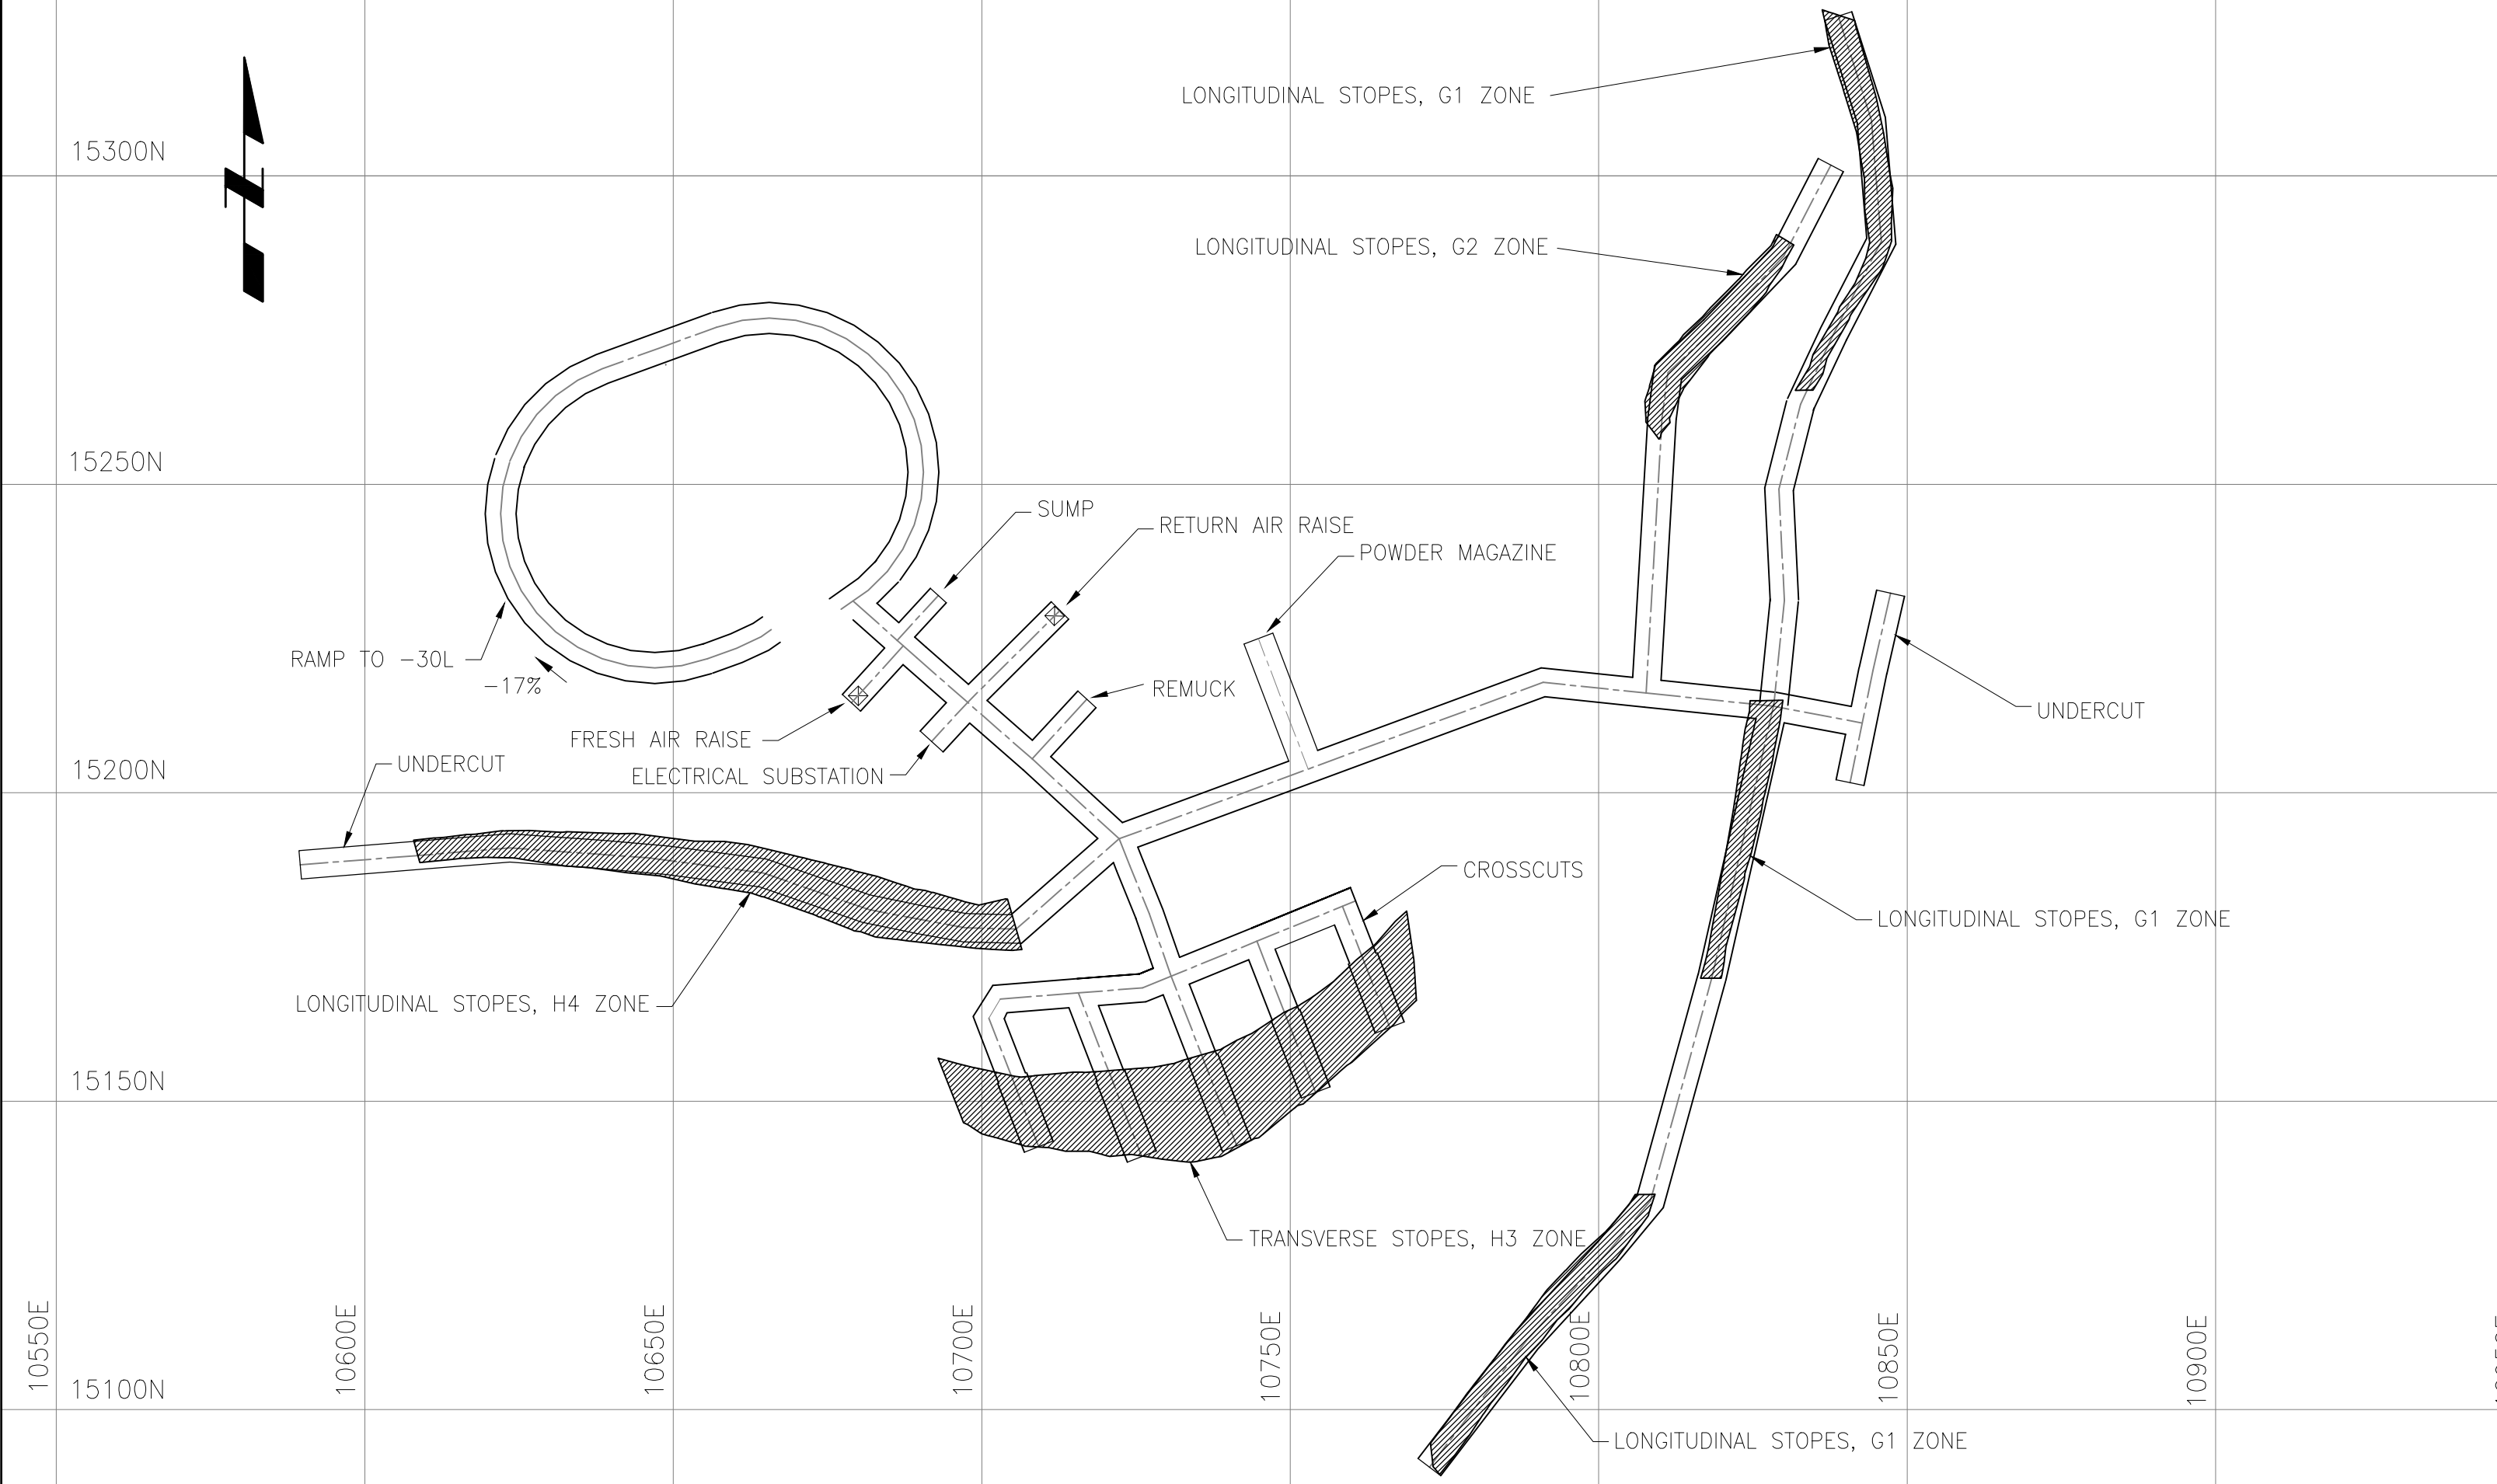 LONGITUDINAL STOPES, G1 ZONE
15300N
N
LONGITUDINAL STOPES, G2 ZONE
15250N
SUMP
RETURN AIR RAISE
POWDER MAGAZINE
RAMP TO -30L
-17%
REMUCK
UNDERCUT
FRESH AIR RAISE
UNDERCUT
ELECTRICAL SUBSTATION
15200N
CROSSCUTS
LONGITUDINAL STOPES, G1 ZONE
LONGITUDINAL STOPES, H4 ZONE
15150N
TRANSVERSE STOPES, H3 ZONE
10550E
10600E
10650E
10700E
10750E
10800E
10850E
10900E
15100N
LONGITUDINAL STOPES, G1 ZONE